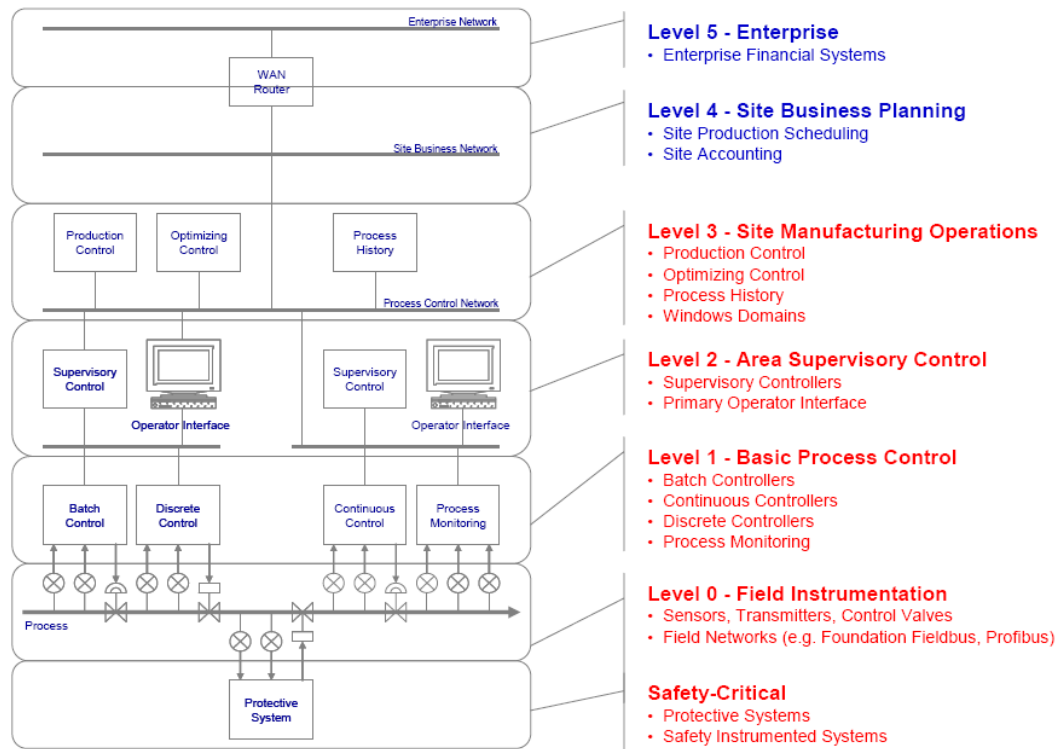 Enterprise Network
WAN
Router
Level 5 - Enterprise
• Enterprise Financial Systems
Site Business Network
Level 4 - Site Business Planning
• Site Production Scheduling
• Site Accounting
Production
Control
Optimizing
Control
Process
History
Process Control Network
Level 3 - Site Manufacturing Operations
• Production Control
• Optimizing Control
• Process History
• Windows Domains
Supervisory
Control
Operator Interface
Supervisory
Control
Operator Interface
Level 2 - Area Supervisory Control
• Supervisory Controllers
• Primary Operator Interface
Batch
Control
Discrete
Control
Continuous
Control
Process
Monitoring
Level 1 - Basic Process Control
• Batch Controllers
• Continuous Controllers
• Discrete Controllers
• Process Monitoring
Process
Level 0 - Field Instrumentation
• Sensors, Transmitters, Control Valves
• Field Networks (e.g. Foundation Fieldbus, Profibus)
Protective
System
Safety-Critical
• Protective Systems
• Safety Instrumented Systems